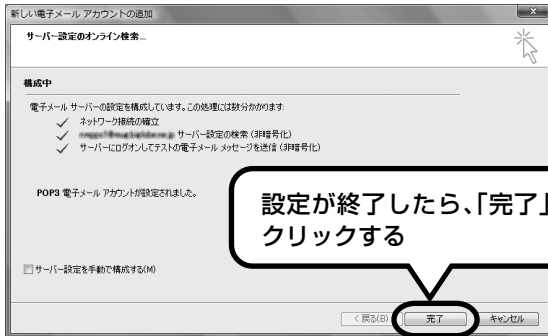 新しい電子メール アカウントの追加
サーバー設定のオンライン検索...
構成中
電子メール サーバーの設定を構成しています。この処理には数分かかります:
✓ ネットワーク接続の確立
✓ サーバー設定の検索 (非暗号化)
✓ サーバーにログオンしてテストの電子メール メッセージを送信 (非暗号化)
POP3 電子メール アカウントが設定されました。
設定が終了したら、「完了」
クリックする
サーバー設定を手動で構成する(M)
< 戻る(B) 完了 キャンセル